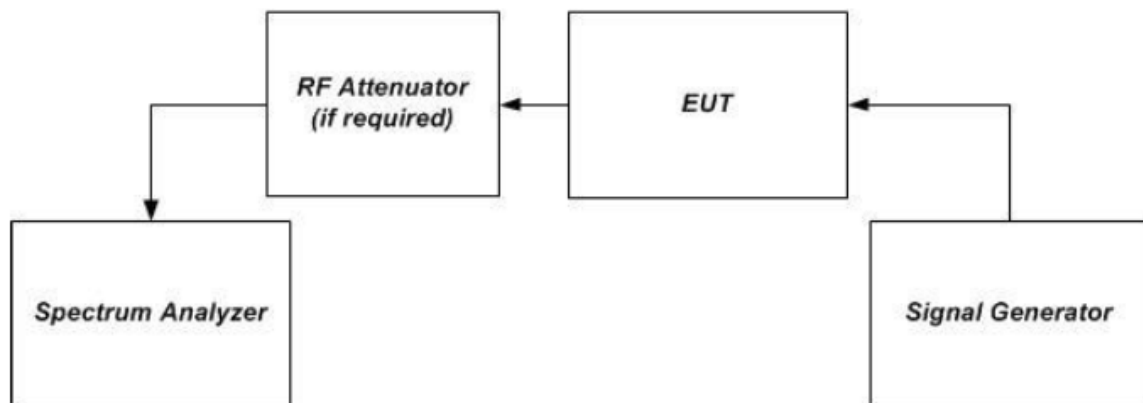 RF Attenuator
(if required)
EUT
Spectrum Analyzer
Signal Generator